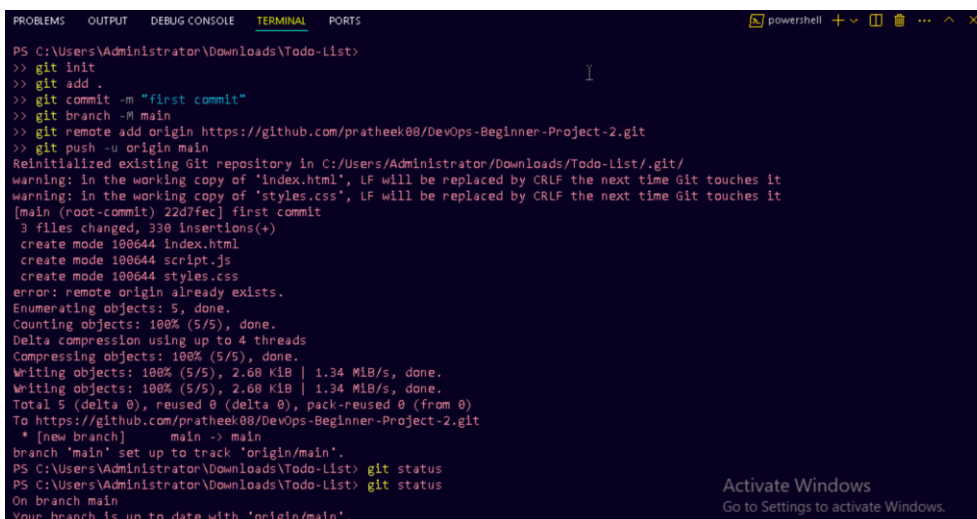 PROBLEMS OUTPUT DEBUG CONSOLE TERMINAL PORTS powershell
PS C:\Users\Administrator\Downloads\Todo-List>
>> git init
>> git add .
>> git commit -m "first commit"
>> git branch -M main
>> git remote add origin https://github.com/pratheek08/DevOps-Beginner-Project-2.git
>> git push -u origin main
Reinitialized existing Git repository in C:/Users/Administrator/Downloads/Todo-List/.git/
warning: in the working copy of 'index.html', LF will be replaced by CRLF the next time Git touches it
warning: in the working copy of 'styles.css', LF will be replaced by CRLF the next time Git touches it
[main (root-commit) 22d7fec] first commit
3 files changed, 330 insertions(+)
create mode 100644 index.html
create mode 100644 script.js
create mode 100644 styles.css
error: remote origin already exists.
Enumerating objects: 5, done.
Counting objects: 100% (5/5), done.
Delta compression using up to 4 threads
Compressing objects: 100% (5/5), done.
Writing objects: 100% (5/5), 2.68 KiB | 1.34 MiB/s, done.
Writing objects: 100% (5/5), 2.68 KiB | 1.34 MiB/s, done.
Total 5 (delta 0), reused 0 (delta 0), pack-reused 0 (from 0)
To https://github.com/pratheek08/DevOps-Beginner-Project-2.git
* [new branch] main -> main
branch 'main' set up to track 'origin/main'.
PS C:\Users\Administrator\Downloads\Todo-List> git status
PS C:\Users\Administrator\Downloads\Todo-List> git status
On branch main
Your branch is up to date with 'origin/main'
Activate Windows
Go to Settings to activate Windows.